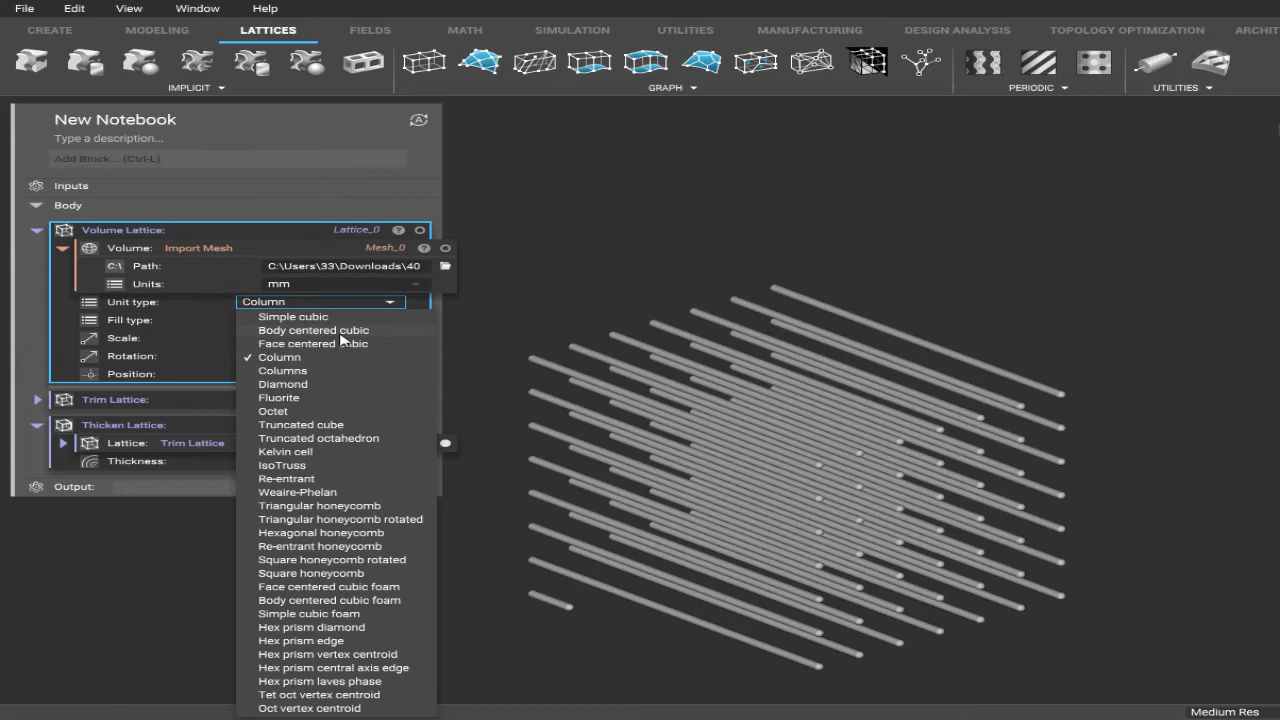 File Edit View Window Help
CREATE MODELING LATTICES FIELDS MATH SIMULATION UTILITIES MANUFACTURING DESIGN ANALYSIS TOPOLOGY OPTIMIZATION ARCHIT
IMPLICIT GRAPH PERIODIC UTILITIES
New Notebook
Type a description...
Add Block... (Ctrl-L)
Inputs
Body
Volume Lattice: Lattice_0 ?
Volume: Import Mesh Mesh_0 ?
C:\ Path: C:\Users\33\Downloads\40
Units: mm
Unit type: Column
Fill type:
Scale:
Rotation:
Position:
Trim Lattice:
Thicken Lattice:
Lattice: Trim Lattice
Thickness:
Output:
Simple cubic
Body centered cubic
Face centered cubic
Column
Columns
Diamond
Fluorite
Octet
Truncated cube
Truncated octahedron
Kelvin cell
IsoTruss
Re-entrant
Weaire-Phelan
Triangular honeycomb
Triangular honeycomb rotated
Hexagonal honeycomb
Re-entrant honeycomb
Square honeycomb rotated
Square honeycomb
Face centered cubic foam
Body centered cubic foam
Simple cubic foam
Hex prism diamond
Hex prism edge
Hex prism vertex centroid
Hex prism central axis edge
Hex prism laves phase
Tet oct vertex centroid
Oct vertex centroid
Medium Res